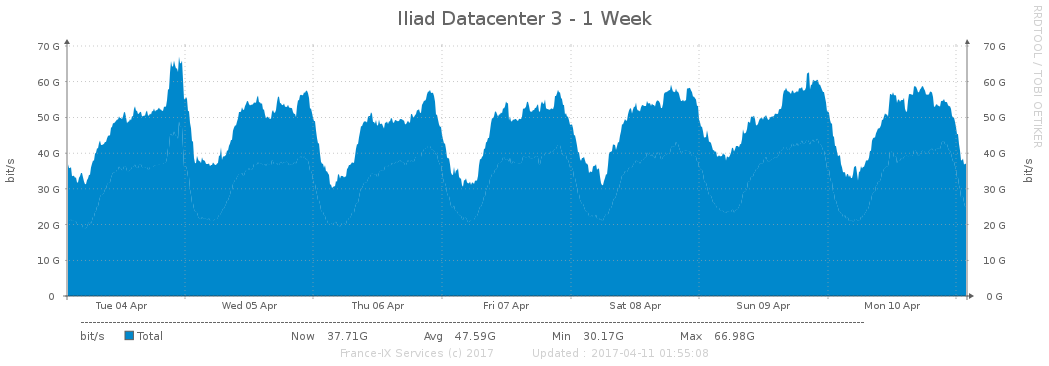 Iliad Datacenter 3 - 1 Week
RRDTOOL / TOBI OETIKER
bit/s
70 G
60 G
50 G
40 G
30 G
20 G
10 G
0
70 G
60 G
50 G
40 G
30 G
20 G
10 G
0 G
bit/s
Tue 04 Apr Wed 05 Apr Thu 06 Apr Fri 07 Apr Sat 08 Apr Sun 09 Apr Mon 10 Apr
bit/s Total Now 37.71G Avg 47.59G Min 30.17G Max 66.98G
France-IX Services (c) 2017 Updated : 2017-04-11 01:55:08